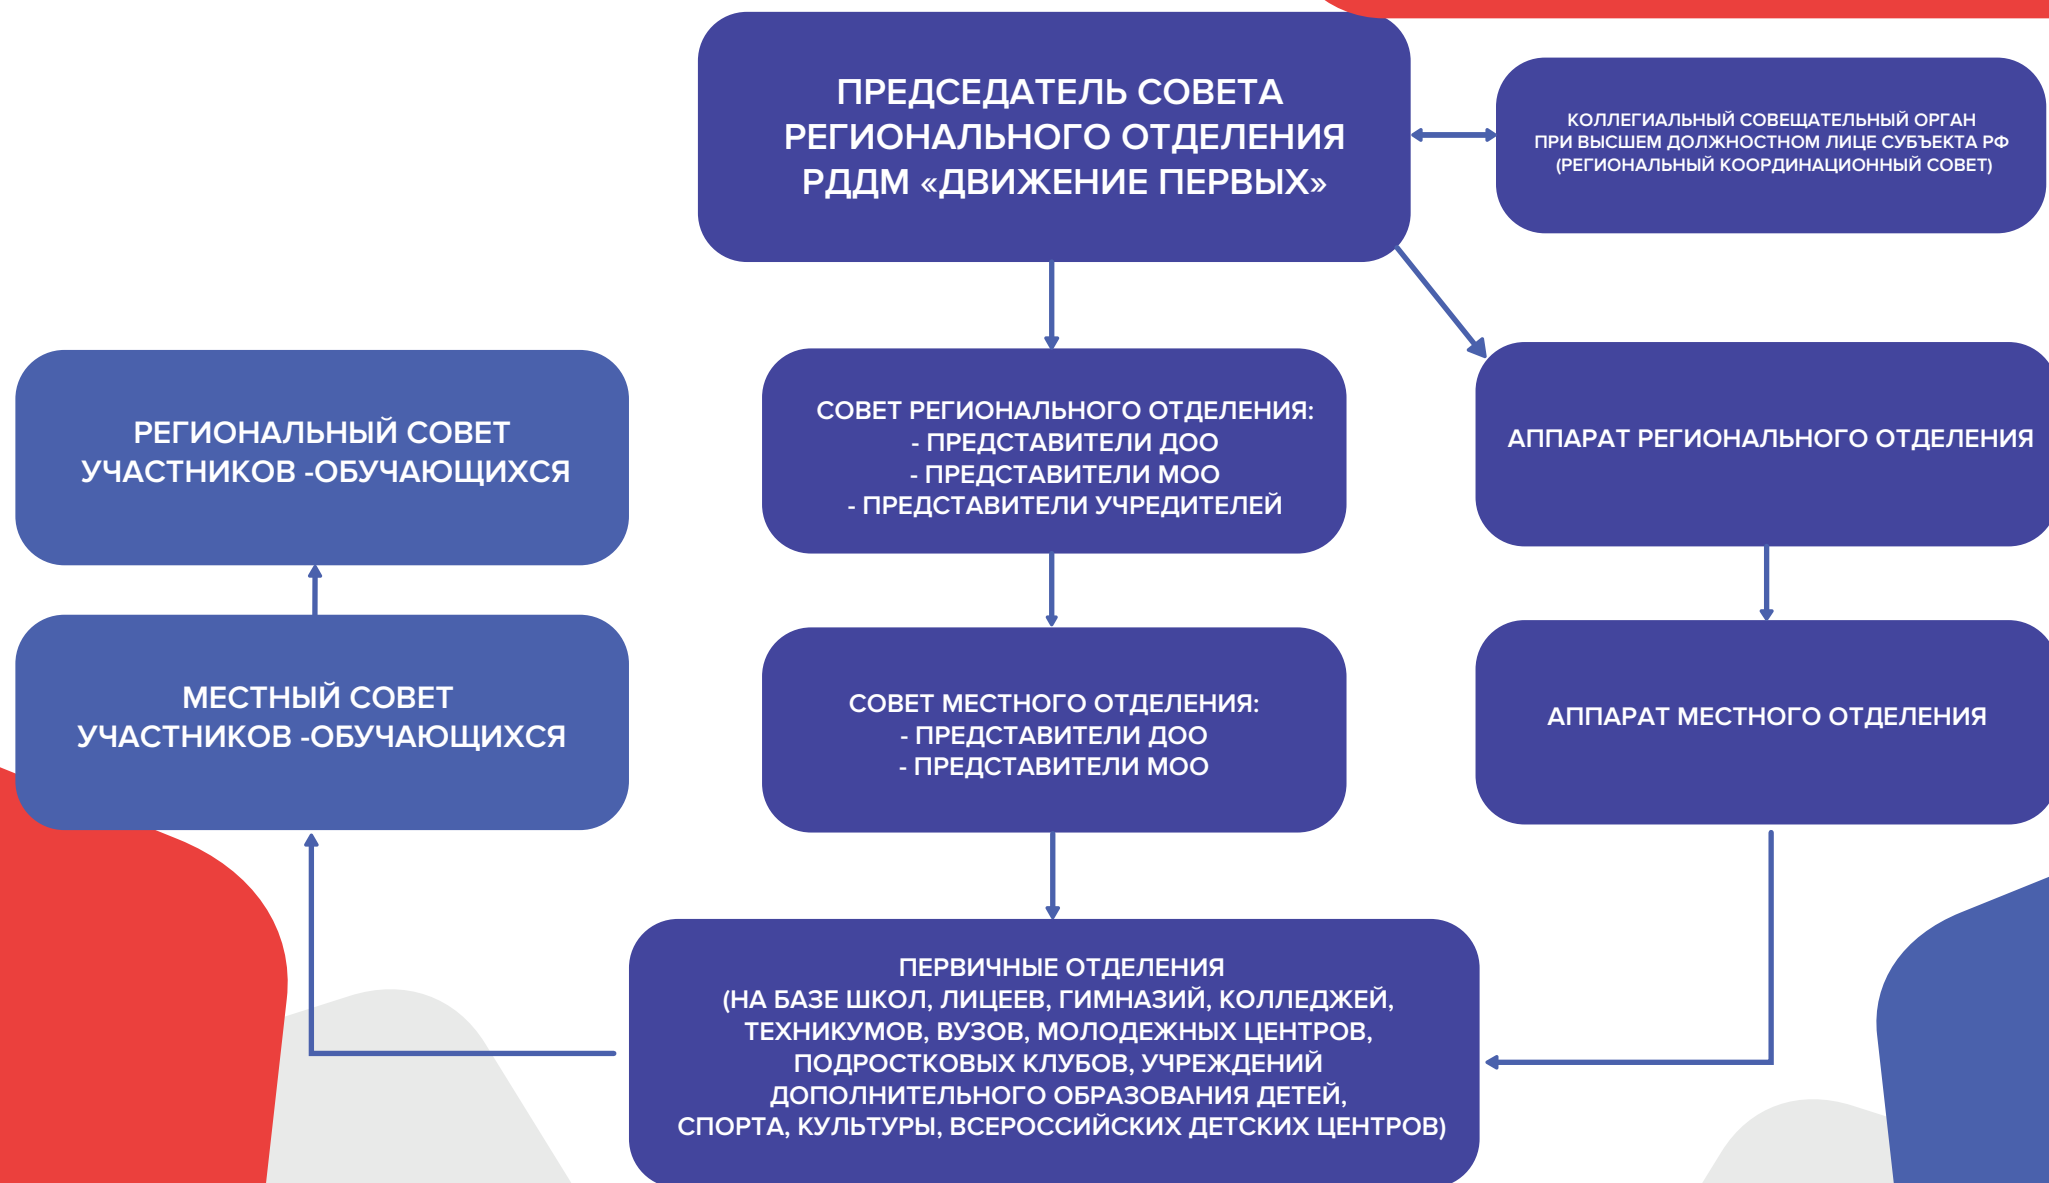 ПРЕДСЕДАТЕЛЬ СОВЕТА
РЕГИОНАЛЬНОГО ОТДЕЛЕНИЯ
РДДМ «ДВИЖЕНИЕ ПЕРВЫХ»
КОЛЛЕГИАЛЬНЫЙ СОВЕЩАТЕЛЬНЫЙ ОРГАН
ПРИ ВЫСШЕМ ДОЛЖНОСТНОМ ЛИЦЕ СУБЪЕКТА РФ
(РЕГИОНАЛЬНЫЙ КООРДИНАЦИОННЫЙ СОВЕТ)
РЕГИОНАЛЬНЫЙ СОВЕТ
УЧАСТНИКОВ -ОБУЧАЮЩИХСЯ
СОВЕТ РЕГИОНАЛЬНОГО ОТДЕЛЕНИЯ:
- ПРЕДСТАВИТЕЛИ ДОО
- ПРЕДСТАВИТЕЛИ МОО
- ПРЕДСТАВИТЕЛИ УЧРЕДИТЕЛЕЙ
АППАРАТ РЕГИОНАЛЬНОГО ОТДЕЛЕНИЯ
МЕСТНЫЙ СОВЕТ
УЧАСТНИКОВ -ОБУЧАЮЩИХСЯ
СОВЕТ МЕСТНОГО ОТДЕЛЕНИЯ:
- ПРЕДСТАВИТЕЛИ ДОО
- ПРЕДСТАВИТЕЛИ МОО
АППАРАТ МЕСТНОГО ОТДЕЛЕНИЯ
ПЕРВИЧНЫЕ ОТДЕЛЕНИЯ
(НА БАЗЕ ШКОЛ, ЛИЦЕЕВ, ГИМНАЗИЙ, КОЛЛЕДЖЕЙ,
ТЕХНИКУМОВ, ВУЗОВ, МОЛОДЕЖНЫХ ЦЕНТРОВ,
ПОДРОСТКОВЫХ КЛУБОВ, УЧРЕЖДЕНИЙ
ДОПОЛНИТЕЛЬНОГО ОБРАЗОВАНИЯ ДЕТЕЙ,
СПОРТА, КУЛЬТУРЫ, ВСЕРОССИЙСКИХ ДЕТСКИХ ЦЕНТРОВ)